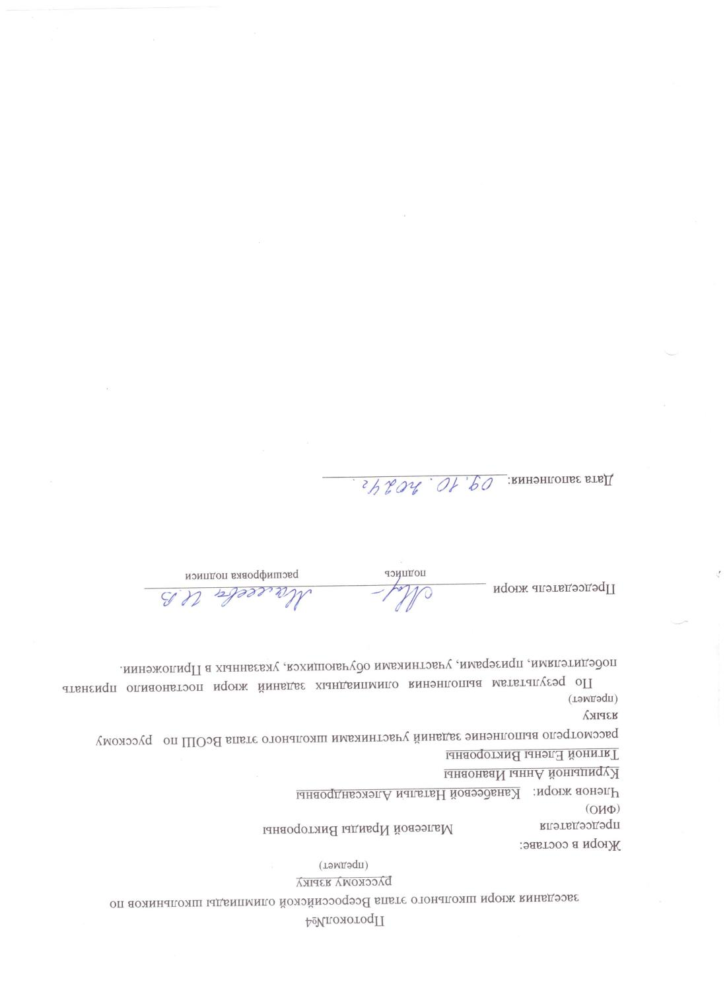 Протокол№4
заседания жюри школьного этапа Всероссийской олимпиады школьников по
русскому языку
(предмет)
Жюри в составе:
председателя Малеевой Ираиды Викторовны
(ФИО)
Членов жюри: Канабеевой Натальи Александровны
Курицыной Анны Ивановны
Тягиной Елены Викторовны
рассмотрело выполнение заданий участниками школьного этапа ВсОШ по русскому
языку
(предмет)
По результатам выполнения олимпиадных заданий жюри постановило признать
победителями, призерами, участниками обучающихся, указанных в Приложении.
Председатель жюри Малеева И.В
подпись расшифровка подписи
Дата заполнения: 09.10.2024г.